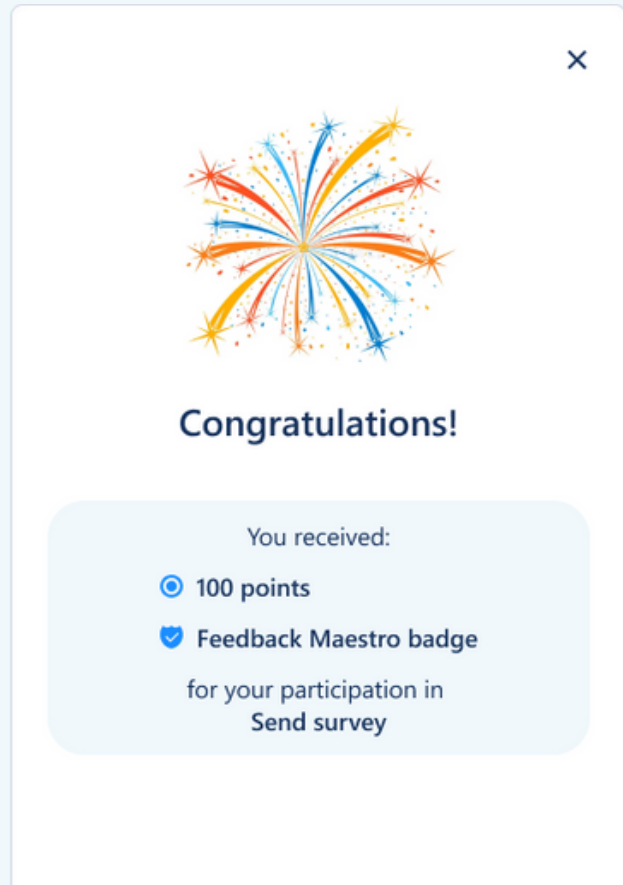 Congratulations!
You received:
100 points
Feedback Maestro badge
for your participation in
Send survey